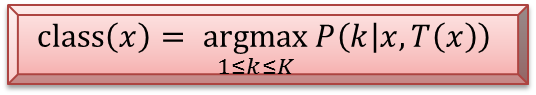 class(x) = argmax P(k|x, T(x))
1≤k≤K